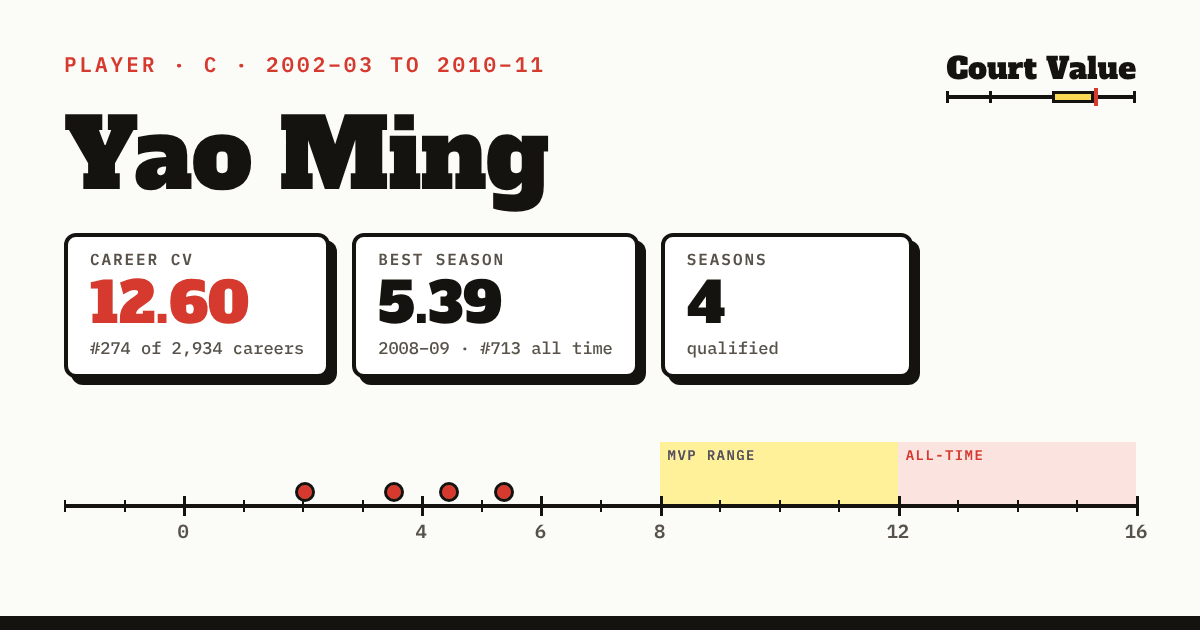 PLAYER · C · 2002–03 TO 2010–11
Court Value
Yao Ming
CAREER CV
12.60
#274 of 2,934 careers
BEST SEASON
5.39
2008–09 · #713 all time
SEASONS
4
qualified
MVP RANGE
ALL-TIME
0 4 6 8 12 16